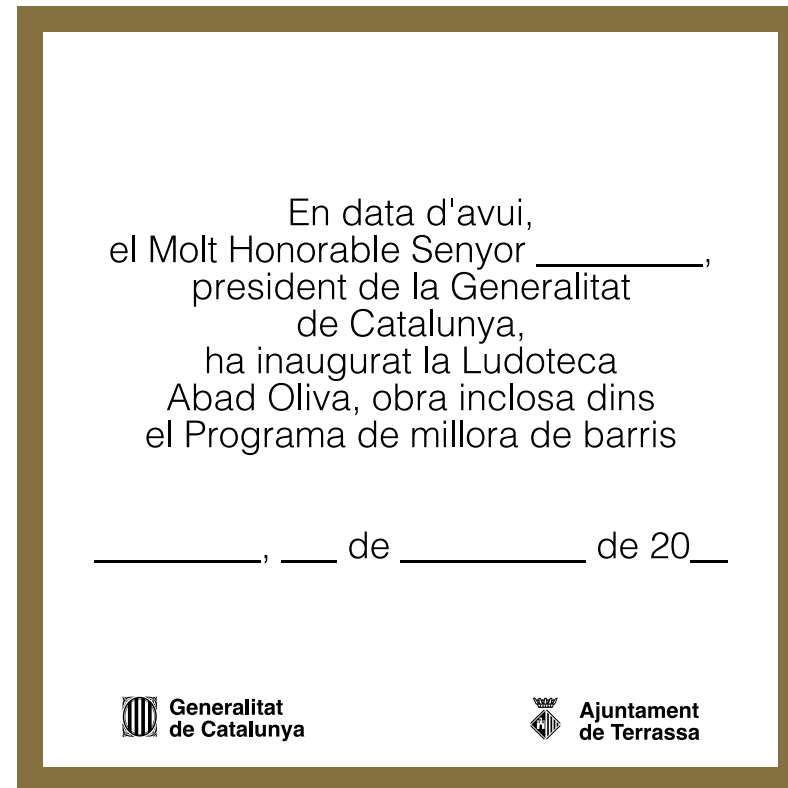 En data d'avui,
el Molt Honorable Senyor _________,
president de la Generalitat
de Catalunya,
ha inaugurat la Ludoteca
Abad Oliva, obra inclosa dins
el Programa de millora de barris
_________, ___ de __________ de 20__
Generalitat
de Catalunya
Ajuntament
de Terrassa